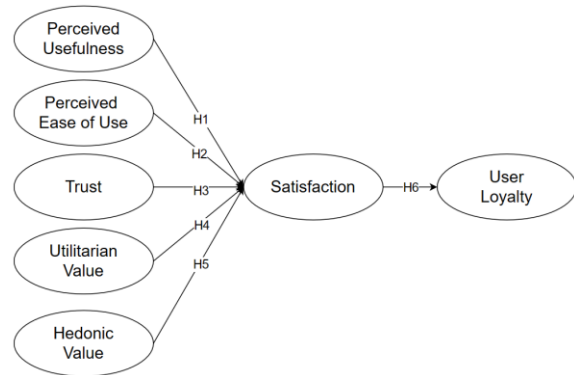 Perceived
Usefulness
H1
Perceived
Ease of Use
H2
Trust
H3
Satisfaction
H6
User
Loyalty
H4
Utilitarian
Value
H5
Hedonic
Value